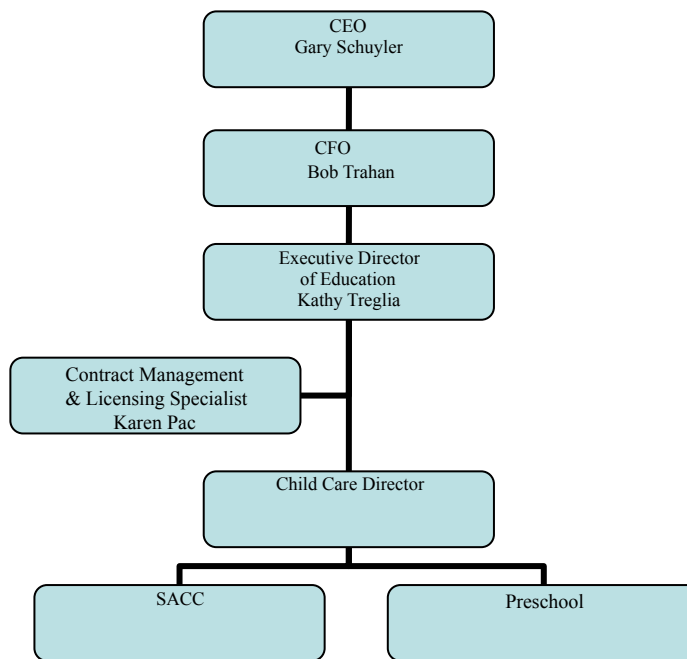 CEO
Gary Schuyler
CFO
Bob Trahan
Executive Director
of Education
Kathy Treglia
Contract Management
& Licensing Specialist
Karen Pac
Child Care Director
SACC
Preschool